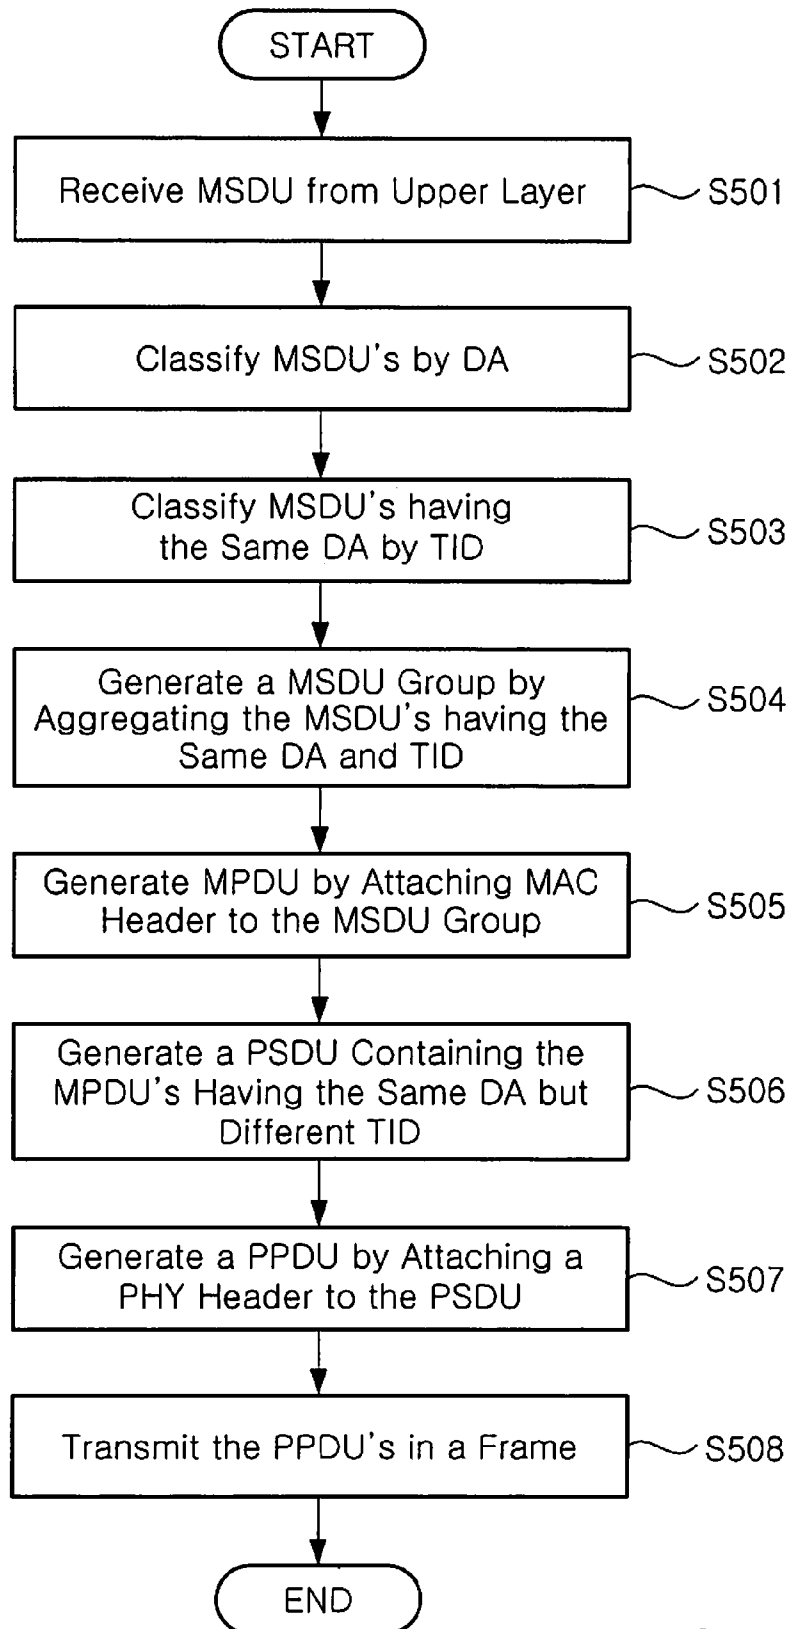 START
Receive MSDU from Upper Layer
S501
Classify MSDU's by DA
S502
Classify MSDU's having
the Same DA by TID
S503
Generate a MSDU Group by
Aggregating the MSDU's having the
Same DA and TID
S504
Generate MPDU by Attaching MAC
Header to the MSDU Group
S505
Generate a PSDU Containing the
MPDU's Having the Same DA but
Different TID
S506
Generate a PPDU by Attaching a
PHY Header to the PSDU
S507
Transmit the PPDU's in a Frame
S508
END